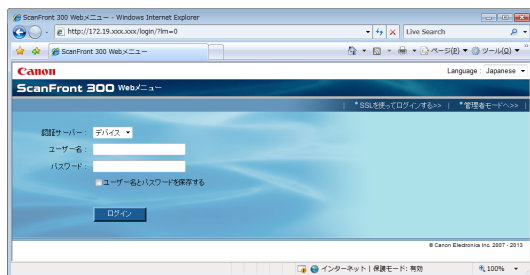 ScanFront 300 Webメニュー - Windows Internet Explorer
http://172.19.xxx.xxx/login/?lm=0
Live Search
ScanFront 300 Webメニュー
ページ(P) ツール(O)
Canon
Language : Japanese
ScanFront 300 Webメニュー
| *SSLを使ってログインする>> | *管理者モードへ>> |
認証サーバー : デバイス
ユーザー名 :
パスワード :
ユーザー名とパスワードを保存する
ログイン
© Canon Electronics Inc. 2007 - 2013
インターネット | 保護モード: 有効
100%